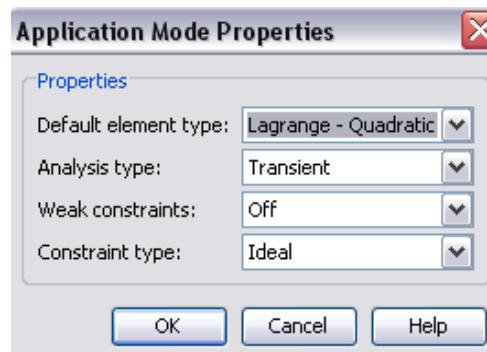 Application Mode Properties
Properties
Default element type: Lagrange - Quadratic
Analysis type: Transient
Weak constraints: Off
Constraint type: Ideal
OK Cancel Help